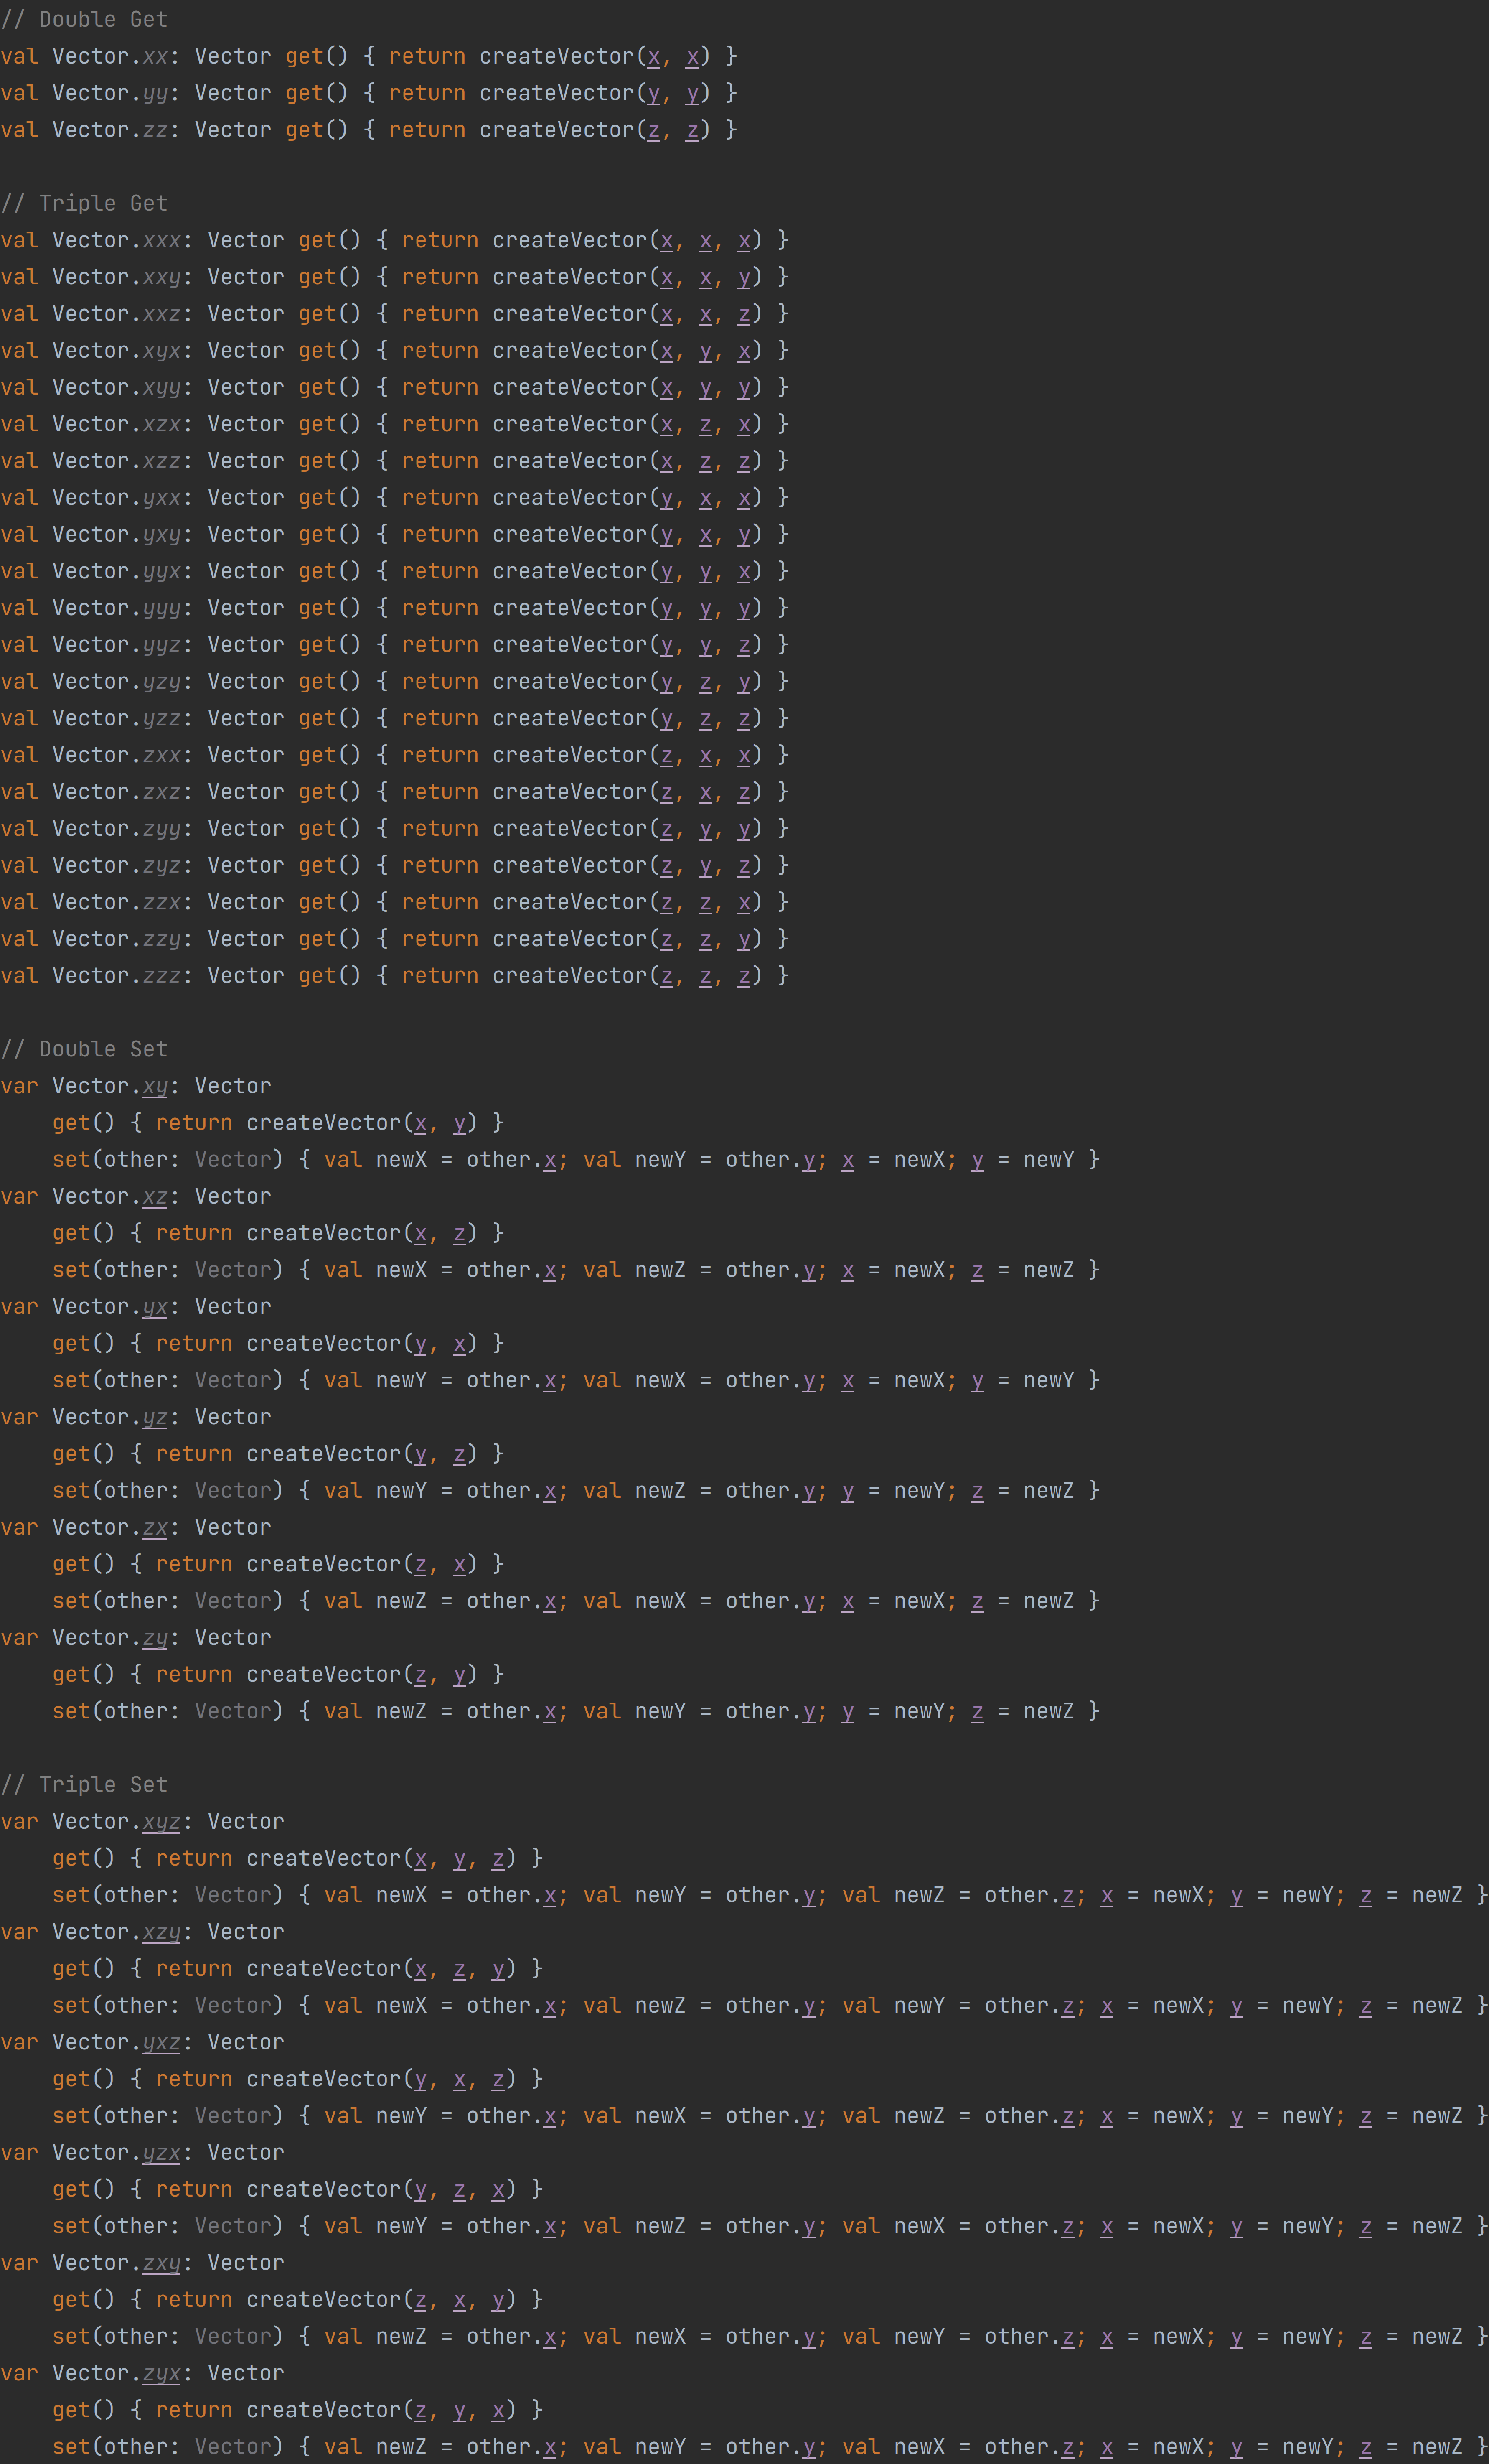 // Double Get
val Vector.xx: Vector get() { return createVector(x, x) }
val Vector.yy: Vector get() { return createVector(y, y) }
val Vector.zz: Vector get() { return createVector(z, z) }

// Triple Get
val Vector.xxx: Vector get() { return createVector(x, x, x) }
val Vector.xxy: Vector get() { return createVector(x, x, y) }
val Vector.xxz: Vector get() { return createVector(x, x, z) }
val Vector.xyx: Vector get() { return createVector(x, y, x) }
val Vector.xyy: Vector get() { return createVector(x, y, y) }
val Vector.xzx: Vector get() { return createVector(x, z, x) }
val Vector.xzz: Vector get() { return createVector(x, z, z) }
val Vector.yxx: Vector get() { return createVector(y, x, x) }
val Vector.yxy: Vector get() { return createVector(y, x, y) }
val Vector.yyx: Vector get() { return createVector(y, y, x) }
val Vector.yyy: Vector get() { return createVector(y, y, y) }
val Vector.yyz: Vector get() { return createVector(y, y, z) }
val Vector.yzy: Vector get() { return createVector(y, z, y) }
val Vector.yzz: Vector get() { return createVector(y, z, z) }
val Vector.zxx: Vector get() { return createVector(z, x, x) }
val Vector.zxz: Vector get() { return createVector(z, x, z) }
val Vector.zyy: Vector get() { return createVector(z, y, y) }
val Vector.zyz: Vector get() { return createVector(z, y, z) }
val Vector.zzx: Vector get() { return createVector(z, z, x) }
val Vector.zzy: Vector get() { return createVector(z, z, y) }
val Vector.zzz: Vector get() { return createVector(z, z, z) }

// Double Set
var Vector.xy: Vector
    get() { return createVector(x, y) }
    set(other: Vector) { val newX = other.x; val newY = other.y; x = newX; y = newY }
var Vector.xz: Vector
    get() { return createVector(x, z) }
    set(other: Vector) { val newX = other.x; val newZ = other.y; x = newX; z = newZ }
var Vector.yx: Vector
    get() { return createVector(y, x) }
    set(other: Vector) { val newY = other.x; val newX = other.y; x = newX; y = newY }
var Vector.yz: Vector
    get() { return createVector(y, z) }
    set(other: Vector) { val newY = other.x; val newZ = other.y; y = newY; z = newZ }
var Vector.zx: Vector
    get() { return createVector(z, x) }
    set(other: Vector) { val newZ = other.x; val newX = other.y; x = newX; z = newZ }
var Vector.zy: Vector
    get() { return createVector(z, y) }
    set(other: Vector) { val newZ = other.x; val newY = other.y; y = newY; z = newZ }

// Triple Set
var Vector.xyz: Vector
    get() { return createVector(x, y, z) }
    set(other: Vector) { val newX = other.x; val newY = other.y; val newZ = other.z; x = newX; y = newY; z = newZ }
var Vector.xzy: Vector
    get() { return createVector(x, z, y) }
    set(other: Vector) { val newX = other.x; val newZ = other.y; val newY = other.z; x = newX; y = newY; z = newZ }
var Vector.yxz: Vector
    get() { return createVector(y, x, z) }
    set(other: Vector) { val newY = other.x; val newX = other.y; val newZ = other.z; x = newX; y = newY; z = newZ }
var Vector.yzx: Vector
    get() { return createVector(y, z, x) }
    set(other: Vector) { val newY = other.x; val newZ = other.y; val newX = other.z; x = newX; y = newY; z = newZ }
var Vector.zxy: Vector
    get() { return createVector(z, x, y) }
    set(other: Vector) { val newZ = other.x; val newX = other.y; val newY = other.z; x = newX; y = newY; z = newZ }
var Vector.zyx: Vector
    get() { return createVector(z, y, x) }
    set(other: Vector) { val newZ = other.x; val newY = other.y; val newX = other.z; x = newX; y = newY; z = newZ }